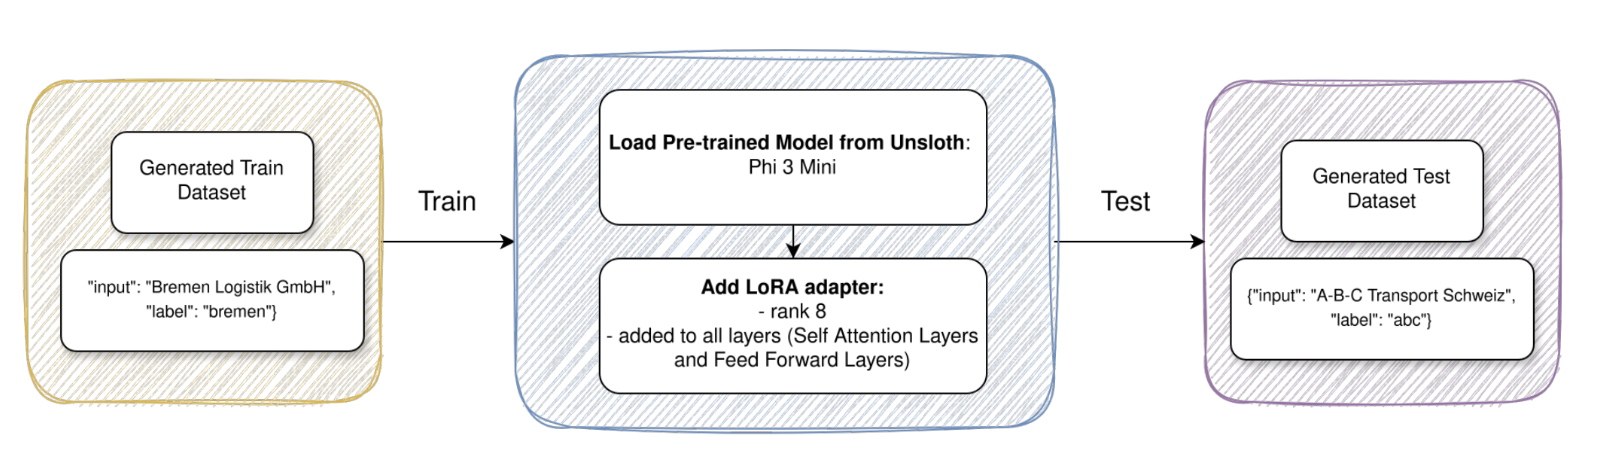 Generated Train
Dataset
"input": "Bremen Logistik GmbH",
"label": "bremen"}
Train
Load Pre-trained Model from Unsloth:
Phi 3 Mini
Add LoRA adapter:
- rank 8
- added to all layers (Self Attention Layers
and Feed Forward Layers)
Test
Generated Test
Dataset
{"input": "A-B-C Transport Schweiz",
"label": "abc"}